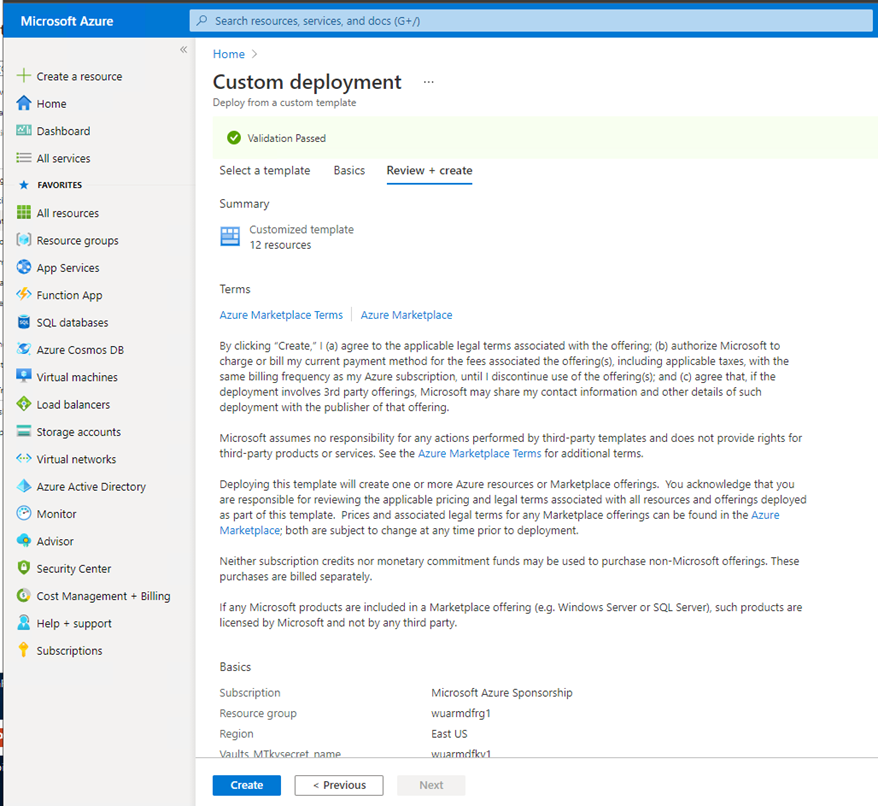 Microsoft Azure
Search resources, services, and docs (G+/)
«
Create a resource
Home
Dashboard
All services
FAVORITES
All resources
Resource groups
App Services
Function App
SQL databases
Azure Cosmos DB
Virtual machines
Load balancers
Storage accounts
Virtual networks
Azure Active Directory
Monitor
Advisor
Security Center
Cost Management + Billing
Help + support
Subscriptions
Home >
Custom deployment ...
Deploy from a custom template
Validation Passed
Select a template Basics Review + create
Summary
Customized template
12 resources
Terms
Azure Marketplace Terms | Azure Marketplace
By clicking “Create,” I (a) agree to the applicable legal terms associated with the offering; (b) authorize Microsoft to
charge or bill my current payment method for the fees associated the offering(s), including applicable taxes, with the
same billing frequency as my Azure subscription, until I discontinue use of the offering(s); and (c) agree that, if the
deployment involves 3rd party offerings, Microsoft may share my contact information and other details of such
deployment with the publisher of that offering.
Microsoft assumes no responsibility for any actions performed by third-party templates and does not provide rights for
third-party products or services. See the Azure Marketplace Terms for additional terms.
Deploying this template will create one or more Azure resources or Marketplace offerings.  You acknowledge that you
are responsible for reviewing the applicable pricing and legal terms associated with all resources and offerings deployed
as part of this template.  Prices and associated legal terms for any Marketplace offerings can be found in the Azure
Marketplace; both are subject to change at any time prior to deployment.
Neither subscription credits nor monetary commitment funds may be used to purchase non-Microsoft offerings. These
purchases are billed separately.
If any Microsoft products are included in a Marketplace offering (e.g. Windows Server or SQL Server), such products are
licensed by Microsoft and not by any third party.
Basics
Subscription Microsoft Azure Sponsorship
Resource group wuarmdfrg1
Region East US
Vaults_MTkysecret_name wuarmdfkv1
Create < Previous Next